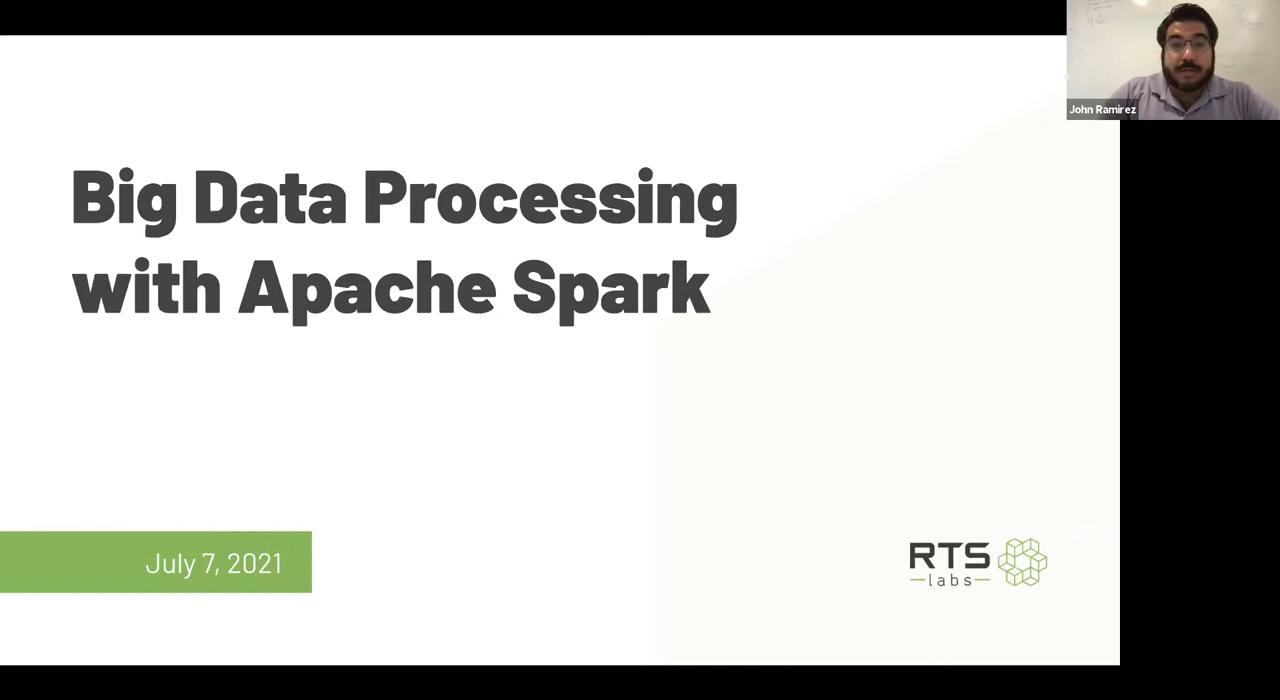 John Ramirez
Big Data Processing
with Apache Spark
July 7, 2021
RTS
labs